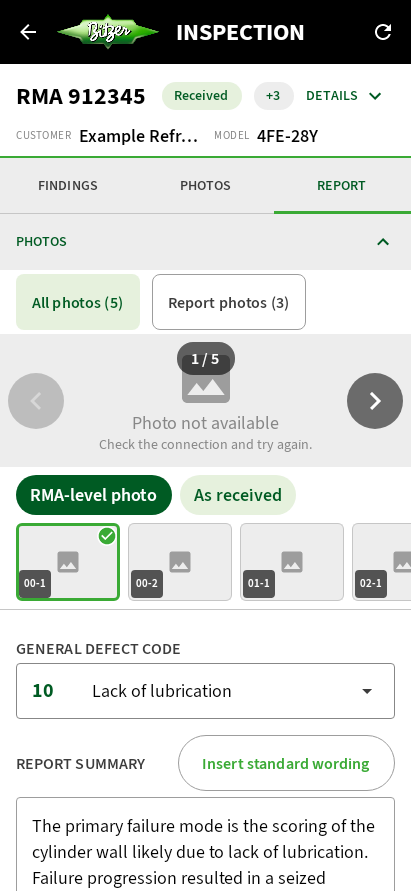 Bitzer
INSPECTION
RMA 912345
Received
+3
DETAILS
CUSTOMER Example Refr...
MODEL 4FE-28Y
FINDINGS
PHOTOS
REPORT
PHOTOS
All photos (5)
Report photos (3)
1 / 5
Photo not available
Check the connection and try again.
RMA-level photo
As received
00-1
00-2
01-1
02-1
GENERAL DEFECT CODE
10 Lack of lubrication
REPORT SUMMARY
Insert standard wording
The primary failure mode is the scoring of the
cylinder wall likely due to lack of lubrication.
Failure progression resulted in a seized